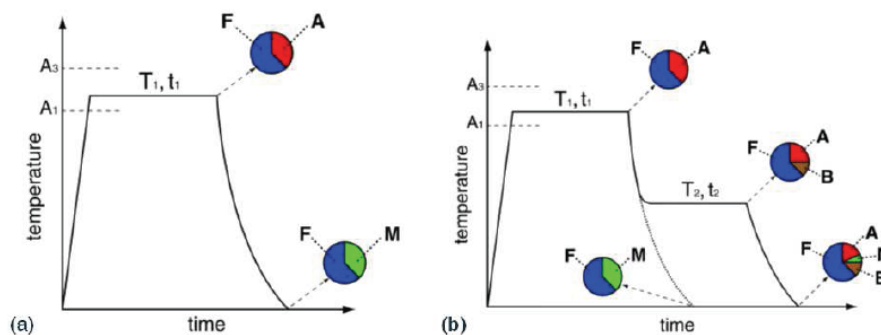 F A
A₃
T₁, t₁
A₁
temperature
F M
(a)
time
F A
A₃
T₁, t₁
A₁
F A
B
temperature
T₂, t₂
F M
F A
(b)
time